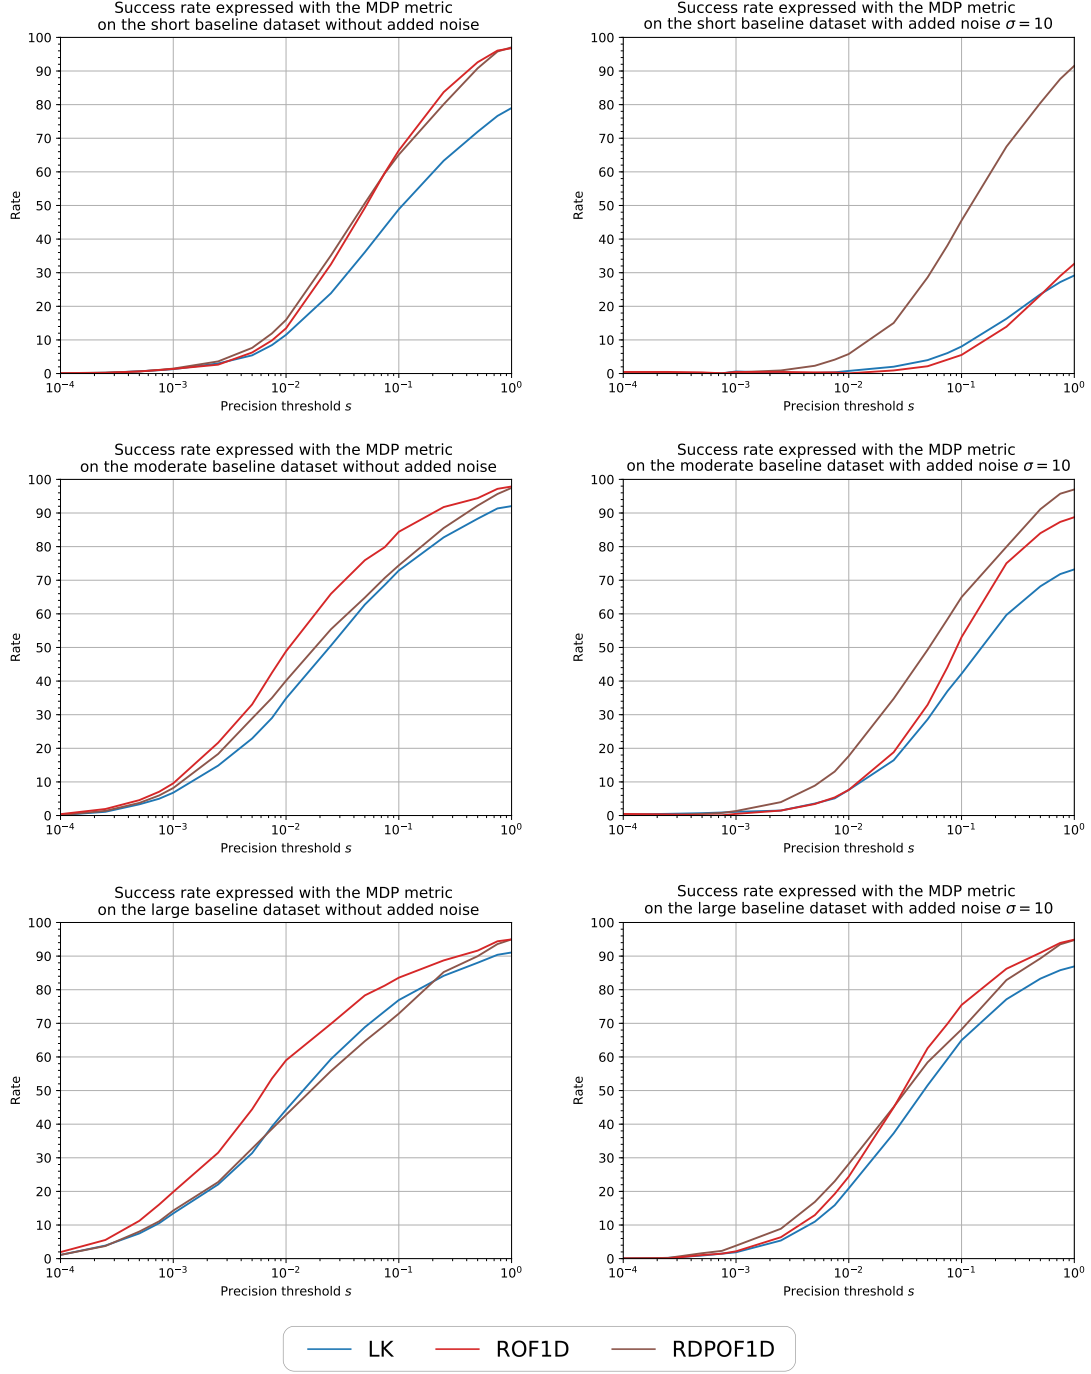 Success rate expressed with the MDP metric
on the short baseline dataset without added noise
100
90
80
70
60
50
40
30
20
10
0
Rate
10⁻⁴ 10⁻³ 10⁻² 10⁻¹ 10⁰
Precision threshold s
Success rate expressed with the MDP metric
on the short baseline dataset with added noise σ = 10
100
90
80
70
60
50
40
30
20
10
0
Rate
10⁻⁴ 10⁻³ 10⁻² 10⁻¹ 10⁰
Precision threshold s
Success rate expressed with the MDP metric
on the moderate baseline dataset without added noise
100
90
80
70
60
50
40
30
20
10
0
Rate
10⁻⁴ 10⁻³ 10⁻² 10⁻¹ 10⁰
Precision threshold s
Success rate expressed with the MDP metric
on the moderate baseline dataset with added noise σ = 10
100
90
80
70
60
50
40
30
20
10
0
Rate
10⁻⁴ 10⁻³ 10⁻² 10⁻¹ 10⁰
Precision threshold s
Success rate expressed with the MDP metric
on the large baseline dataset without added noise
100
90
80
70
60
50
40
30
20
10
0
Rate
10⁻⁴ 10⁻³ 10⁻² 10⁻¹ 10⁰
Precision threshold s
Success rate expressed with the MDP metric
on the large baseline dataset with added noise σ = 10
100
90
80
70
60
50
40
30
20
10
0
Rate
10⁻⁴ 10⁻³ 10⁻² 10⁻¹ 10⁰
Precision threshold s
LK ROF1D RDPOF1D